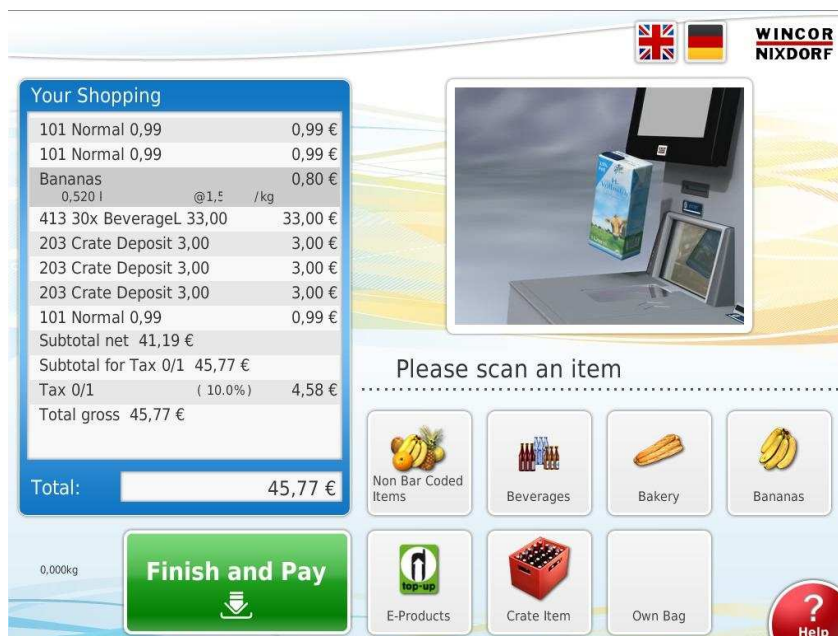 WINCOR
NIXDORF
Your Shopping
101 Normal 0,99 0,99 €
101 Normal 0,99 0,99 €
Bananas 0,80 €
0,520 @1,5 /kg
413 30x BeverageL 33,00 33,00 €
203 Crate Deposit 3,00 3,00 €
203 Crate Deposit 3,00 3,00 €
203 Crate Deposit 3,00 3,00 €
101 Normal 0,99 0,99 €
Subtotal net 41,19 €
Subtotal for Tax 0/1 45,77 €
Tax 0/1 ( 10.0%) 4,58 €
Total gross 45,77 €
Total: 45,77 €
Please scan an item
Non Bar Coded
Items
Beverages
Bakery
Bananas
0,000kg
Finish and Pay
top-up
E-Products
Crate Item
Own Bag
?
Help